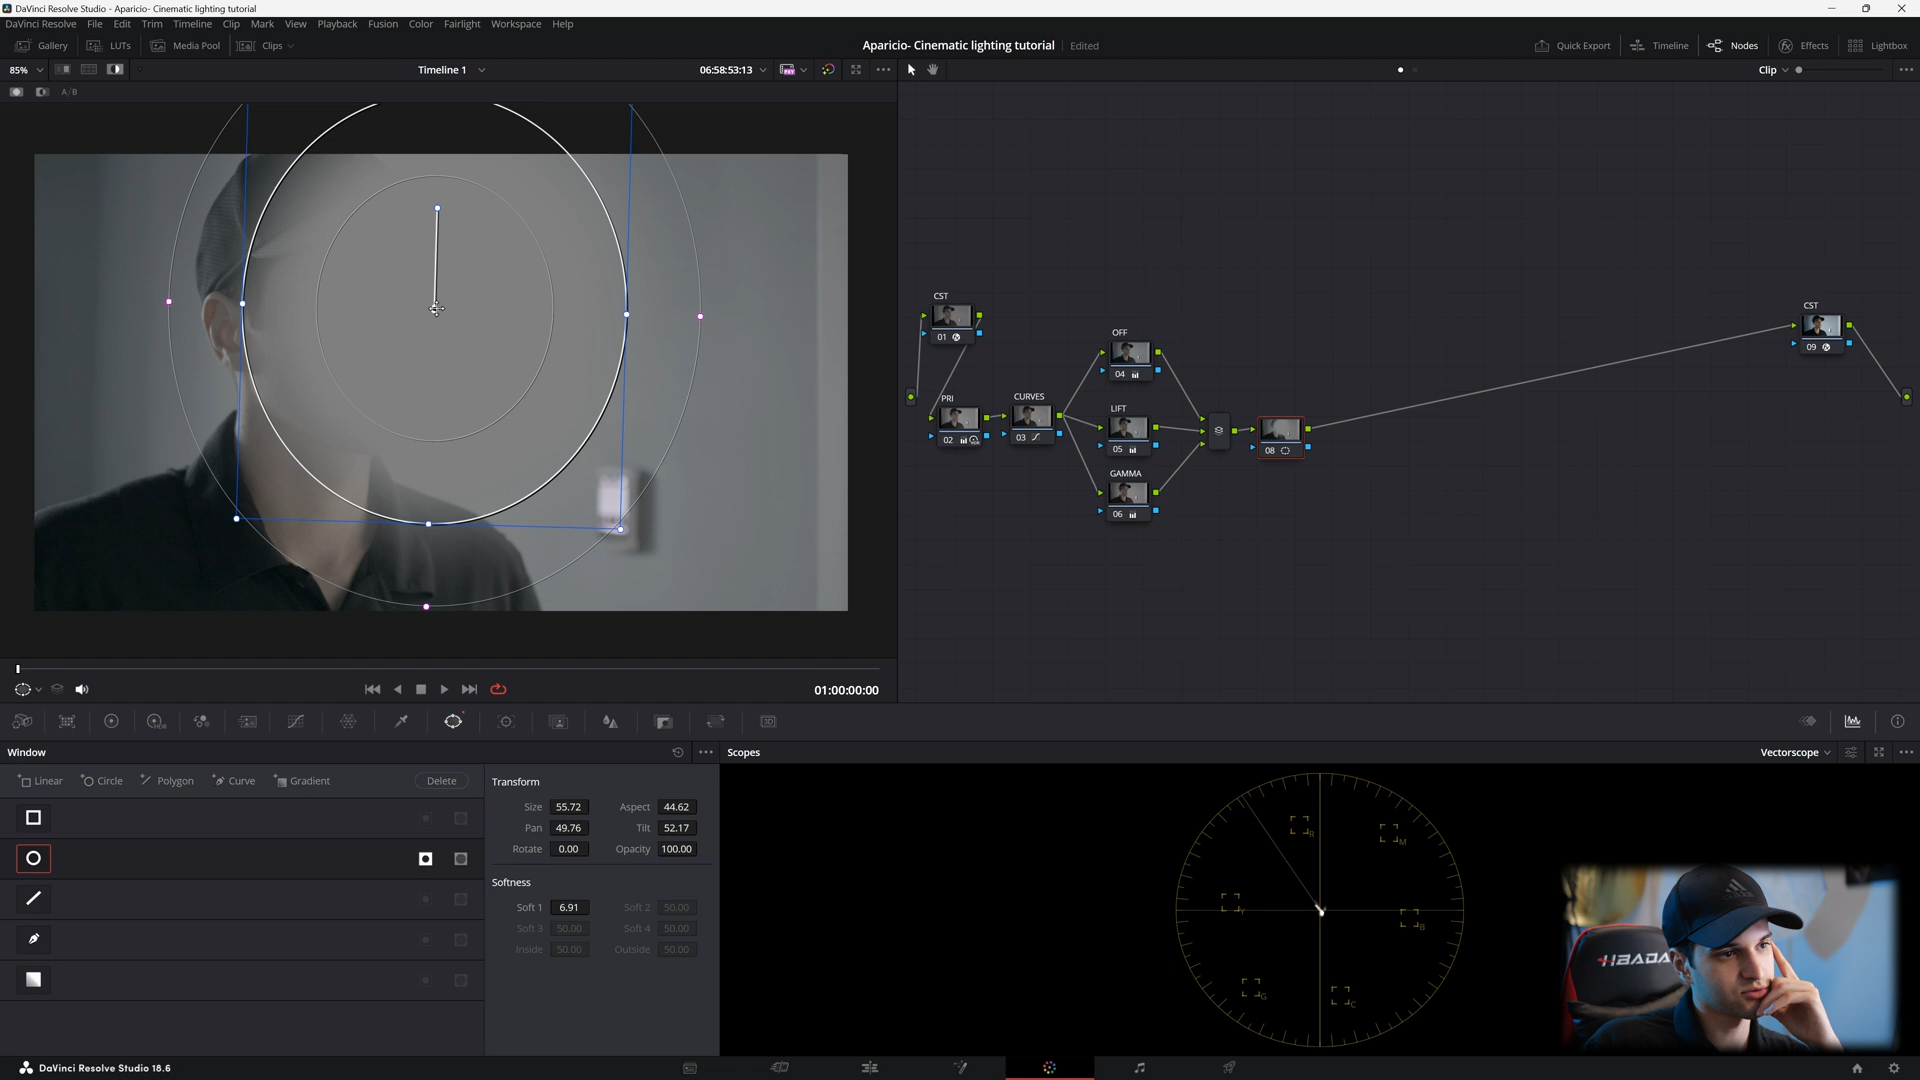 DaVinci Resolve Studio - Aparicio- Cinematic lighting tutorial
DaVinci Resolve File Edit Trim Timeline Clip Mark View Playback Fusion Color Fairlight Workspace Help
Gallery LUTs Media Pool Clips Aparicio- Cinematic lighting tutorial Edited Quick Export Timeline Nodes Effects Lightbox
85% Timeline 1 06:58:53:13 Clip
A/B
CST
01
CST
09
OFF
04
PRI
02
CURVES
03
LIFT
05
08
GAMMA
06
01:00:00:00
HDR
3D
Window Scopes Vectorscope
Linear Circle Polygon Curve Gradient Delete
Transform
Size 55.72 Aspect 44.62
Pan 49.76 Tilt 52.17
Rotate 0.00 Opacity 100.00
Softness
Soft 1 6.91 Soft 2 50.00
Soft 3 50.00 Soft 4 50.00
Inside 50.00 Outside 50.00
R
M
Y
B
G
C
HBADA
DaVinci Resolve Studio 18.6